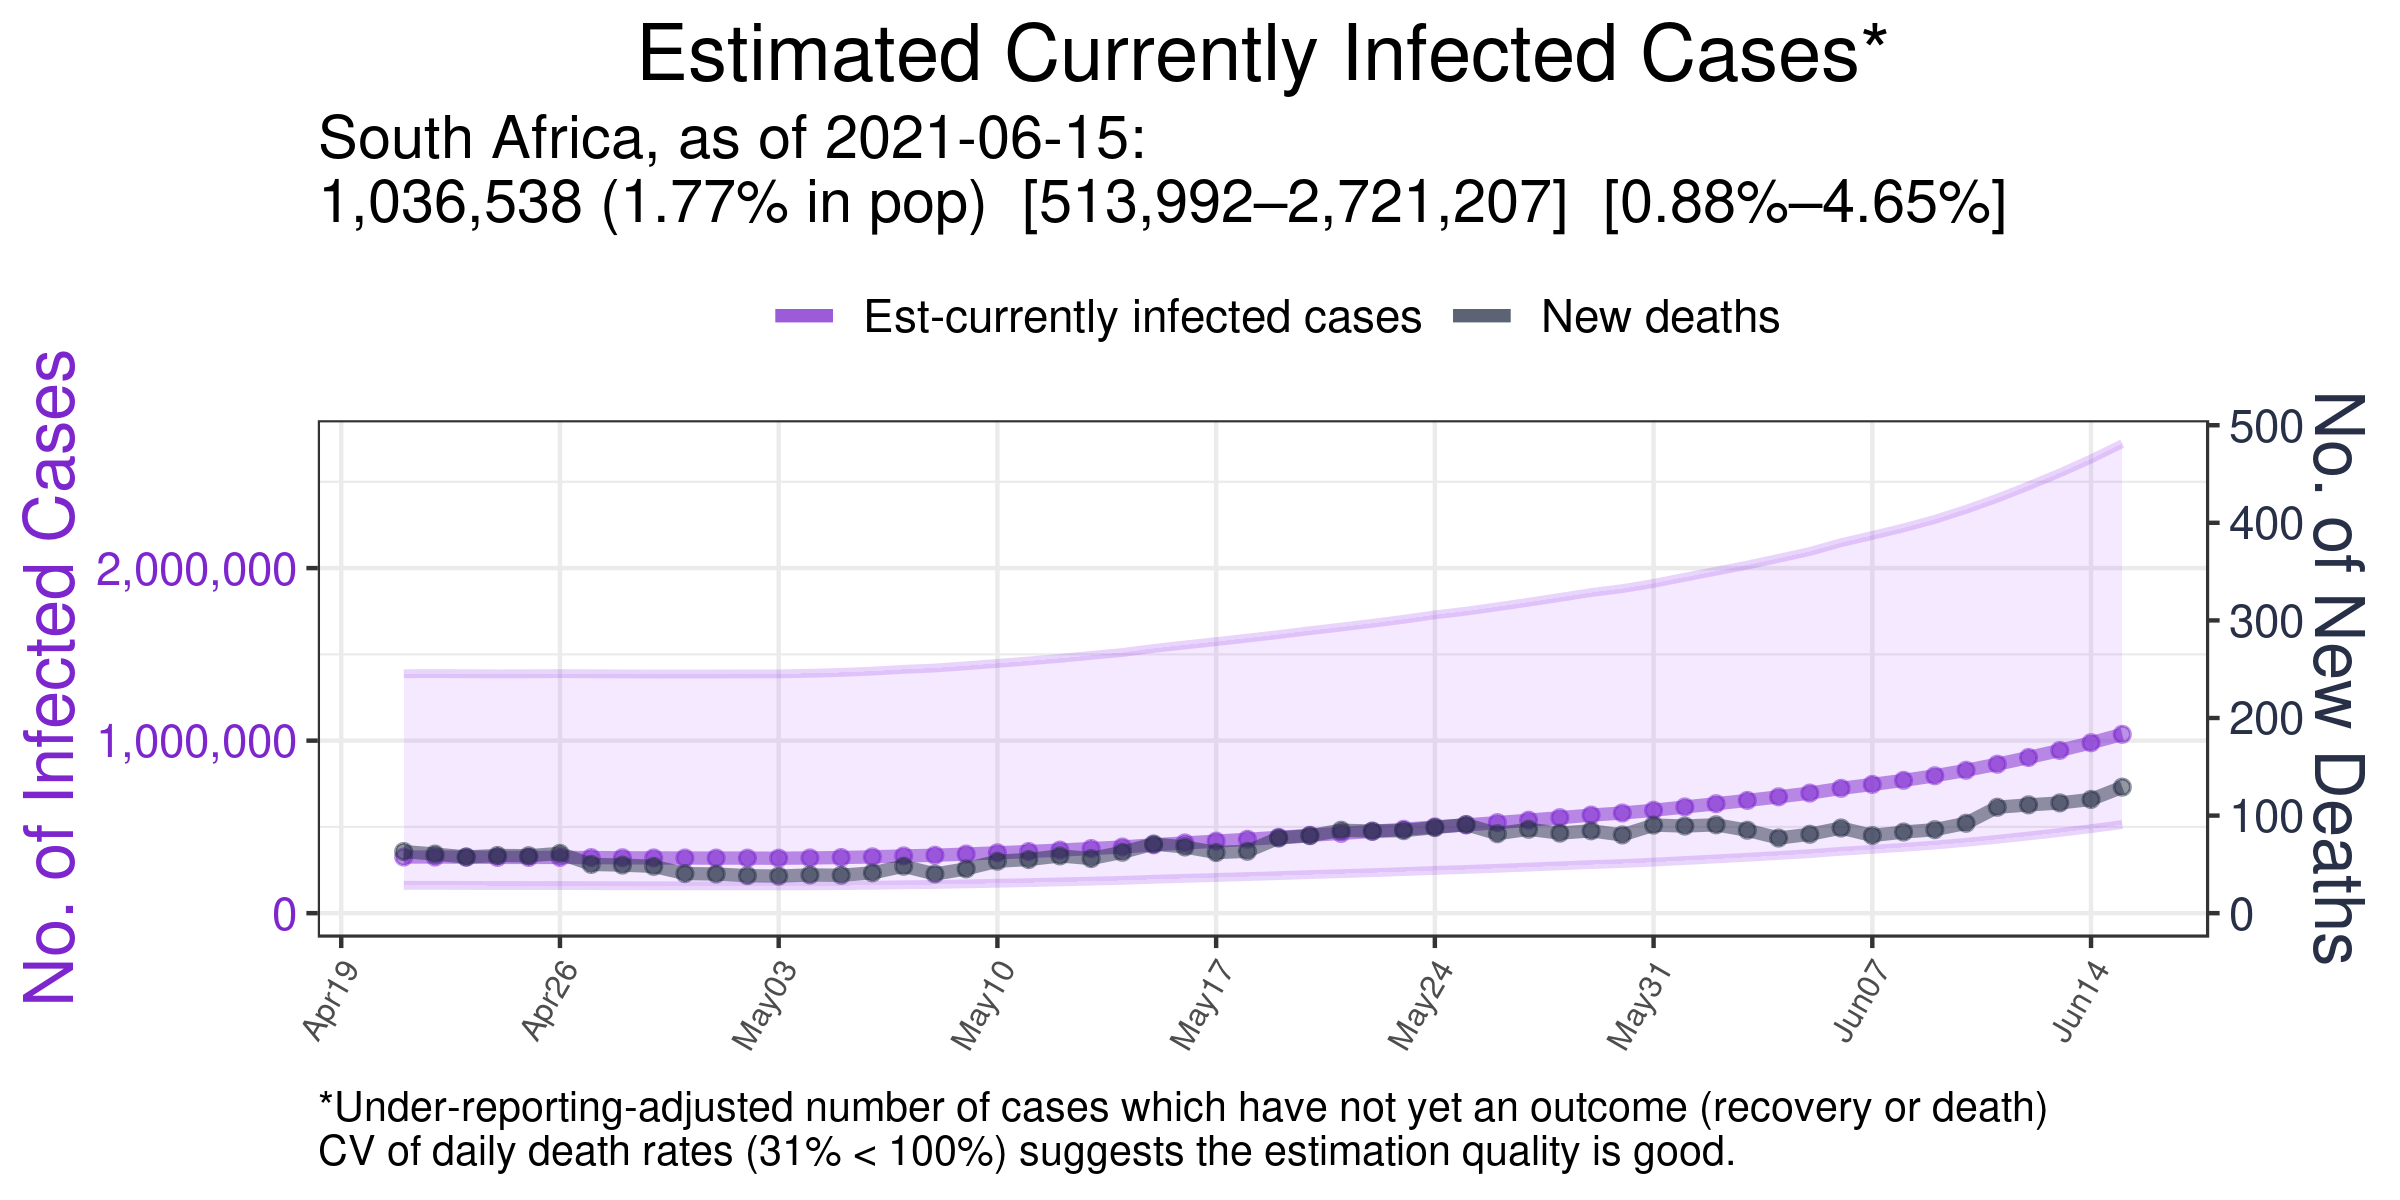 Estimated Currently Infected Cases*
South Africa, as of 2021-06-15:
1,036,538 (1.77% in pop)  [513,992–2,721,207]  [0.88%–4.65%]
Est-currently infected cases
New deaths
No. of Infected Cases
2,000,000
1,000,000
0
500
400
300
200
100
0
No. of New Deaths
Apr19
Apr26
May03
May10
May17
May24
May31
Jun07
Jun14
*Under-reporting-adjusted number of cases which have not yet an outcome (recovery or death)
CV of daily death rates (31% < 100%) suggests the estimation quality is good.